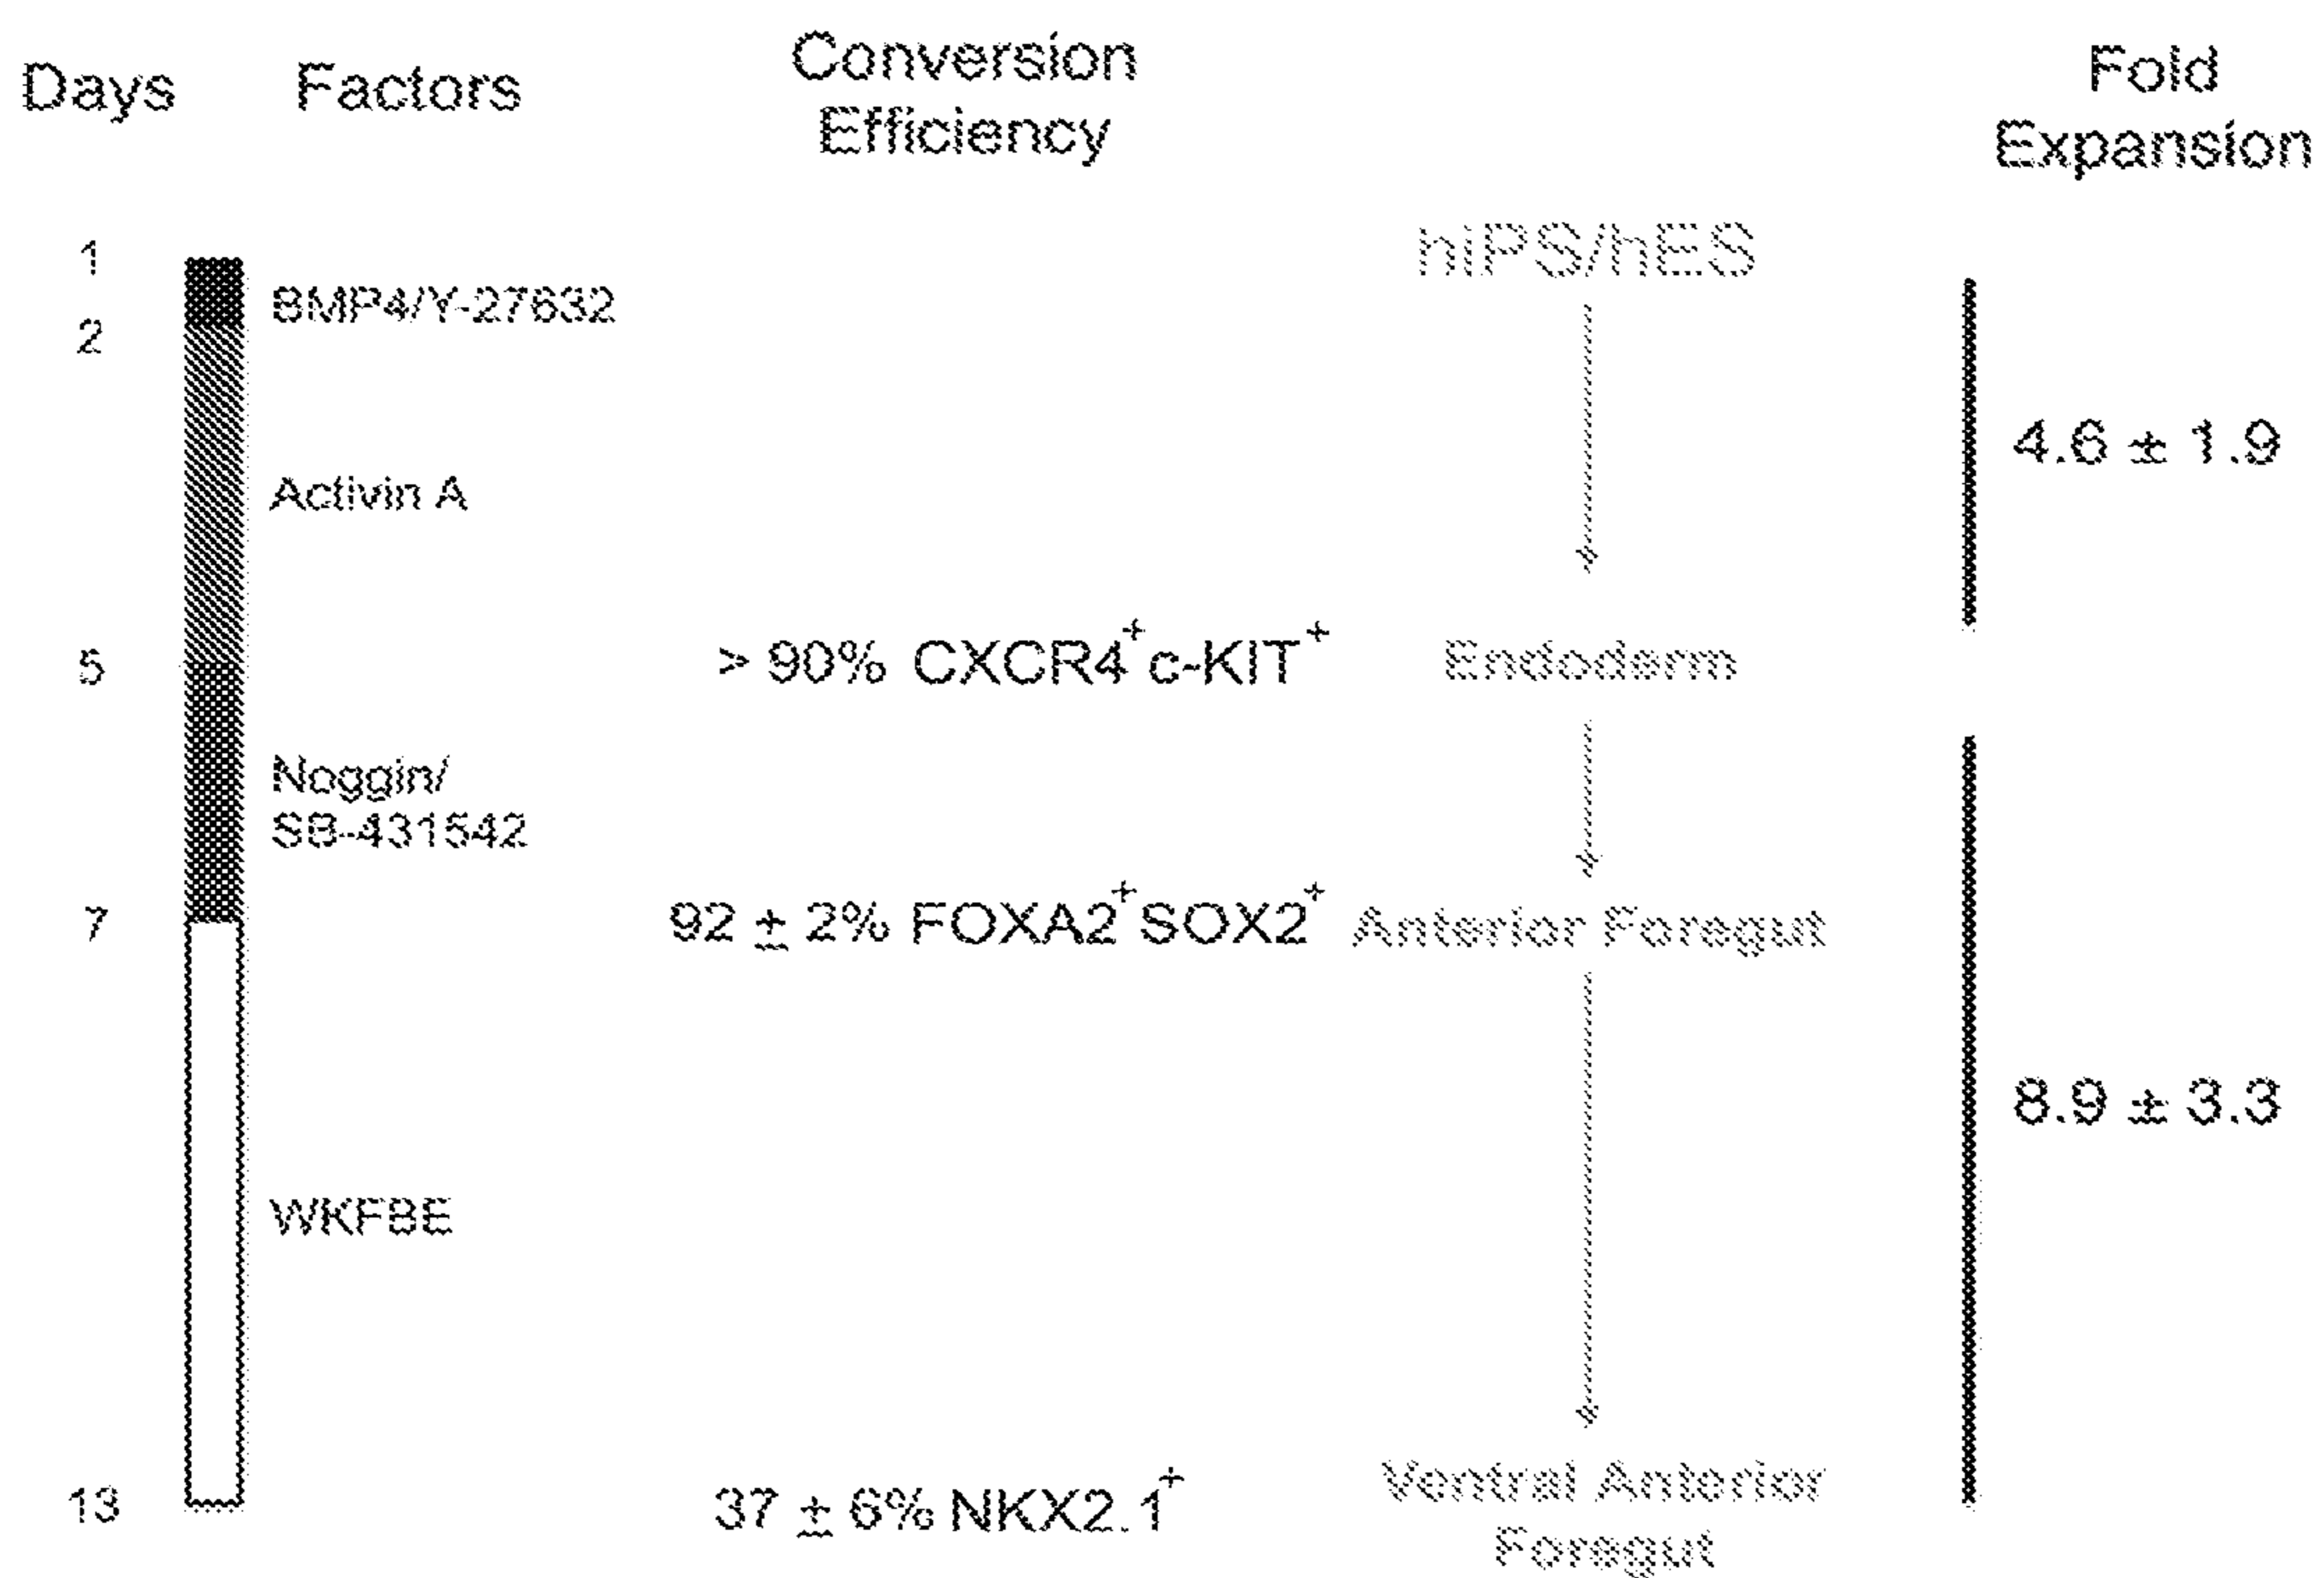 Days
Factors
Conversion
Efficiency
Fold
Expansion
1
hiPS/hES
BMP4/Y-27632
2
4.6 ± 1.9
Activin A
5
> 90% CXCR4⁺c-KIT⁺
Endoderm
Noggin/
SB-431542
7
92 ± 2% FOXA2⁺SOX2⁺
Anterior Foregut
8.9 ± 3.3
WKFBE
13
37 ± 6% NKX2.1⁺
Ventral Anterior
Foregut